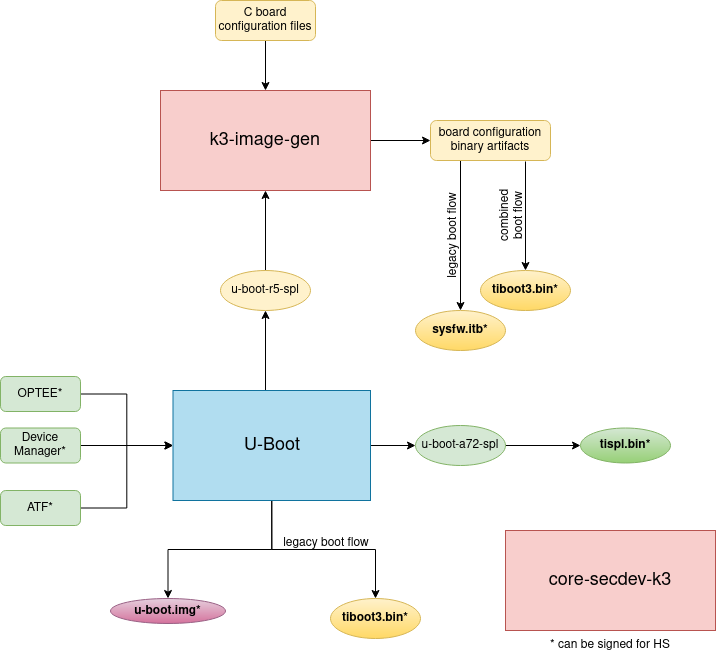 C board
configuration files
k3-image-gen
board configuration
binary artifacts
legacy boot flow
combined
boot flow
u-boot-r5-spl
tiboot3.bin*
sysfw.itb*
OPTEE*
Device
Manager*
ATF*
U-Boot
u-boot-a72-spl
tispl.bin*
legacy boot flow
u-boot.img*
tiboot3.bin*
core-secdev-k3
* can be signed for HS